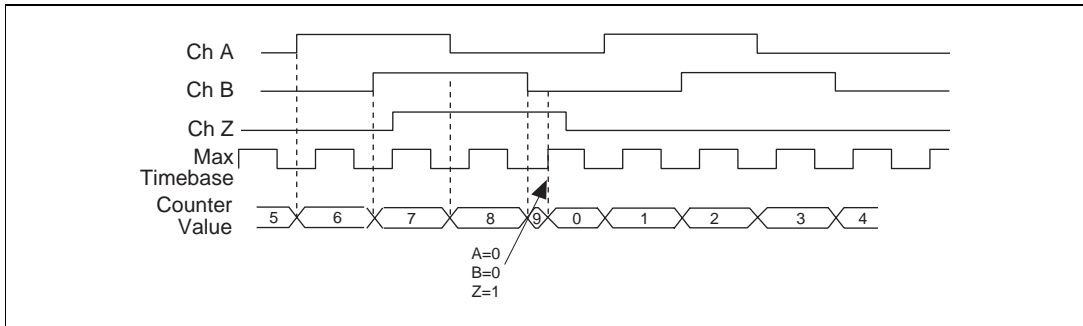 Ch A
Ch B
Ch Z
Max
Timebase
Counter
Value
5 6 7 8 9 0 1 2 3 4
A=0
B=0
Z=1